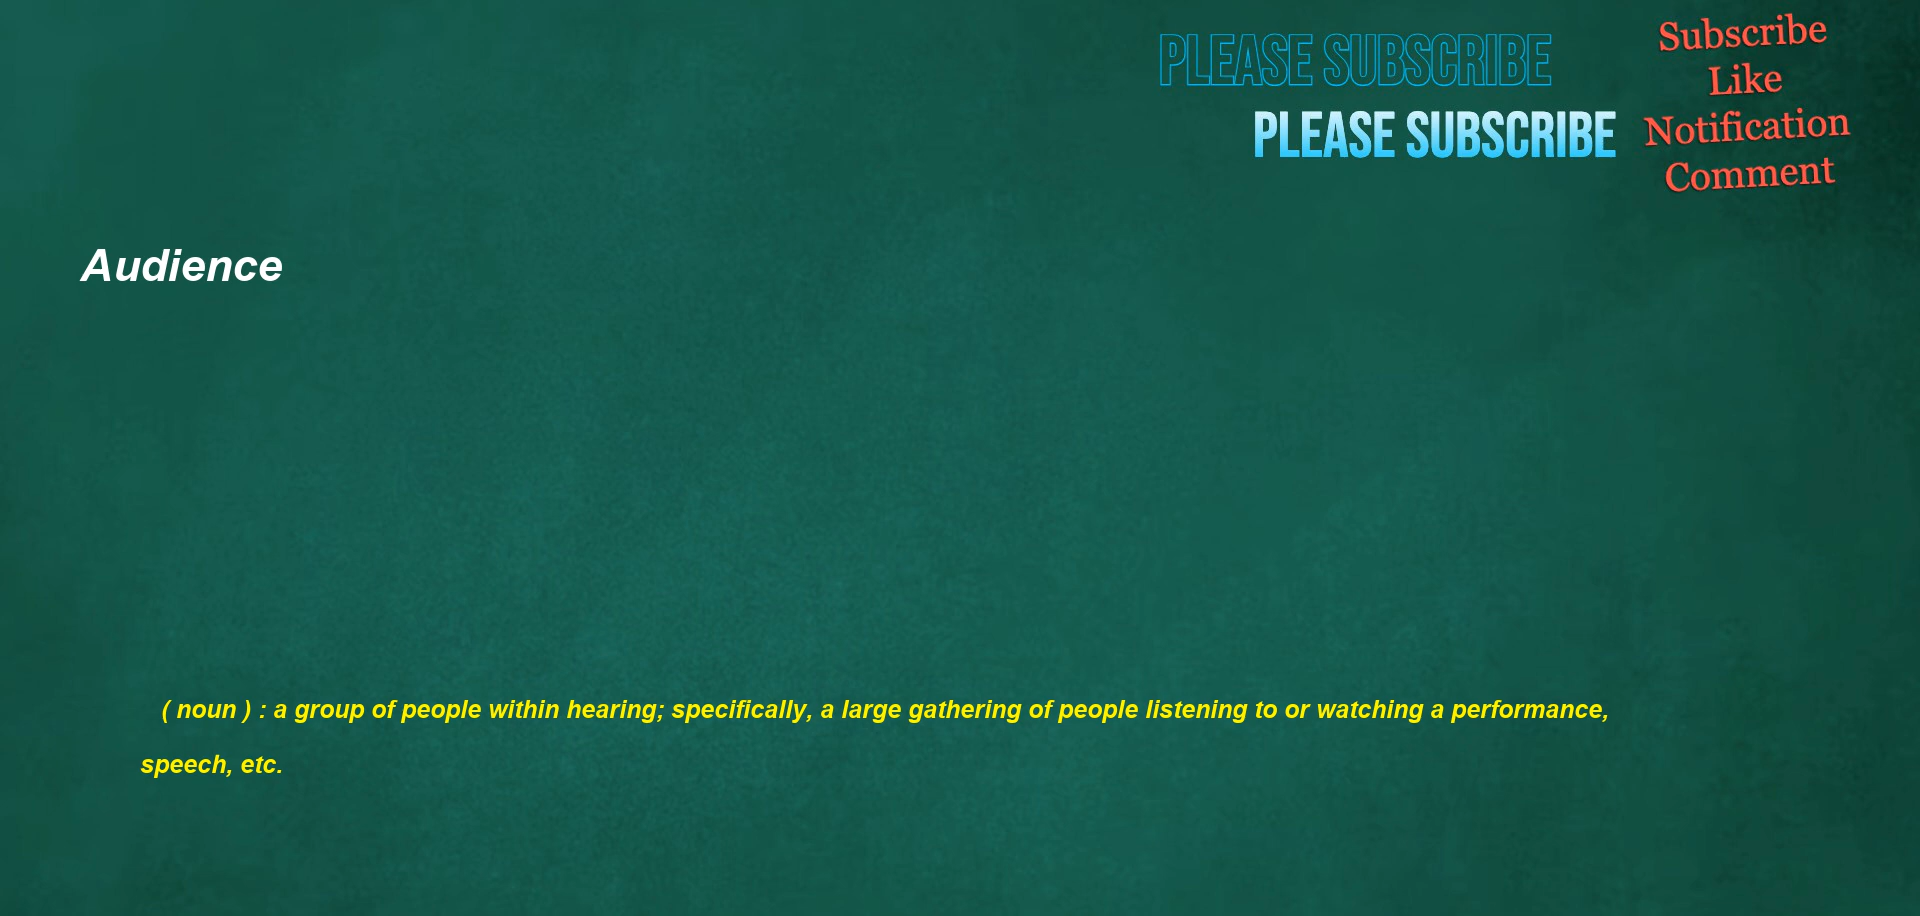 PLEASE SUBSCRIBE
PLEASE SUBSCRIBE
Subscribe
Like
Notification
Comment
Audience
( noun ) : a group of people within hearing; specifically, a large gathering of people listening to or watching a performance,
speech, etc.